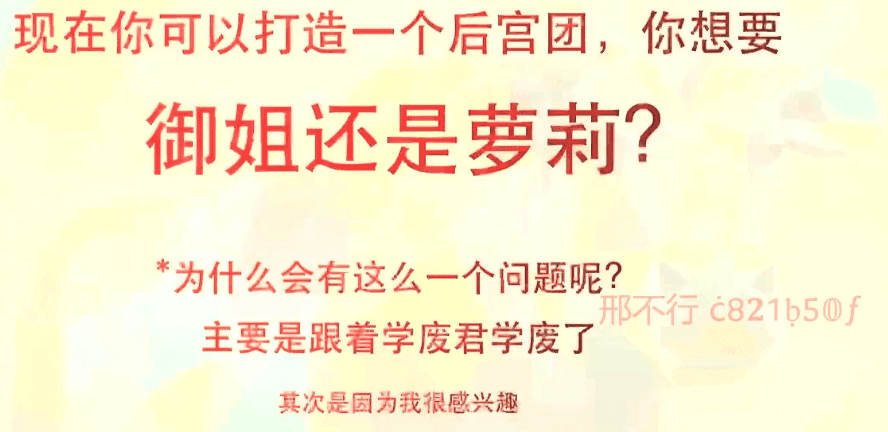 现在你可以打造一个后宫团，你想要
御姐还是萝莉？
*为什么会有这么一个问题呢？
邢不行 ċ821ḅ5𝟘ƒ
主要是跟着学废君学废了
其次是因为我很感兴趣